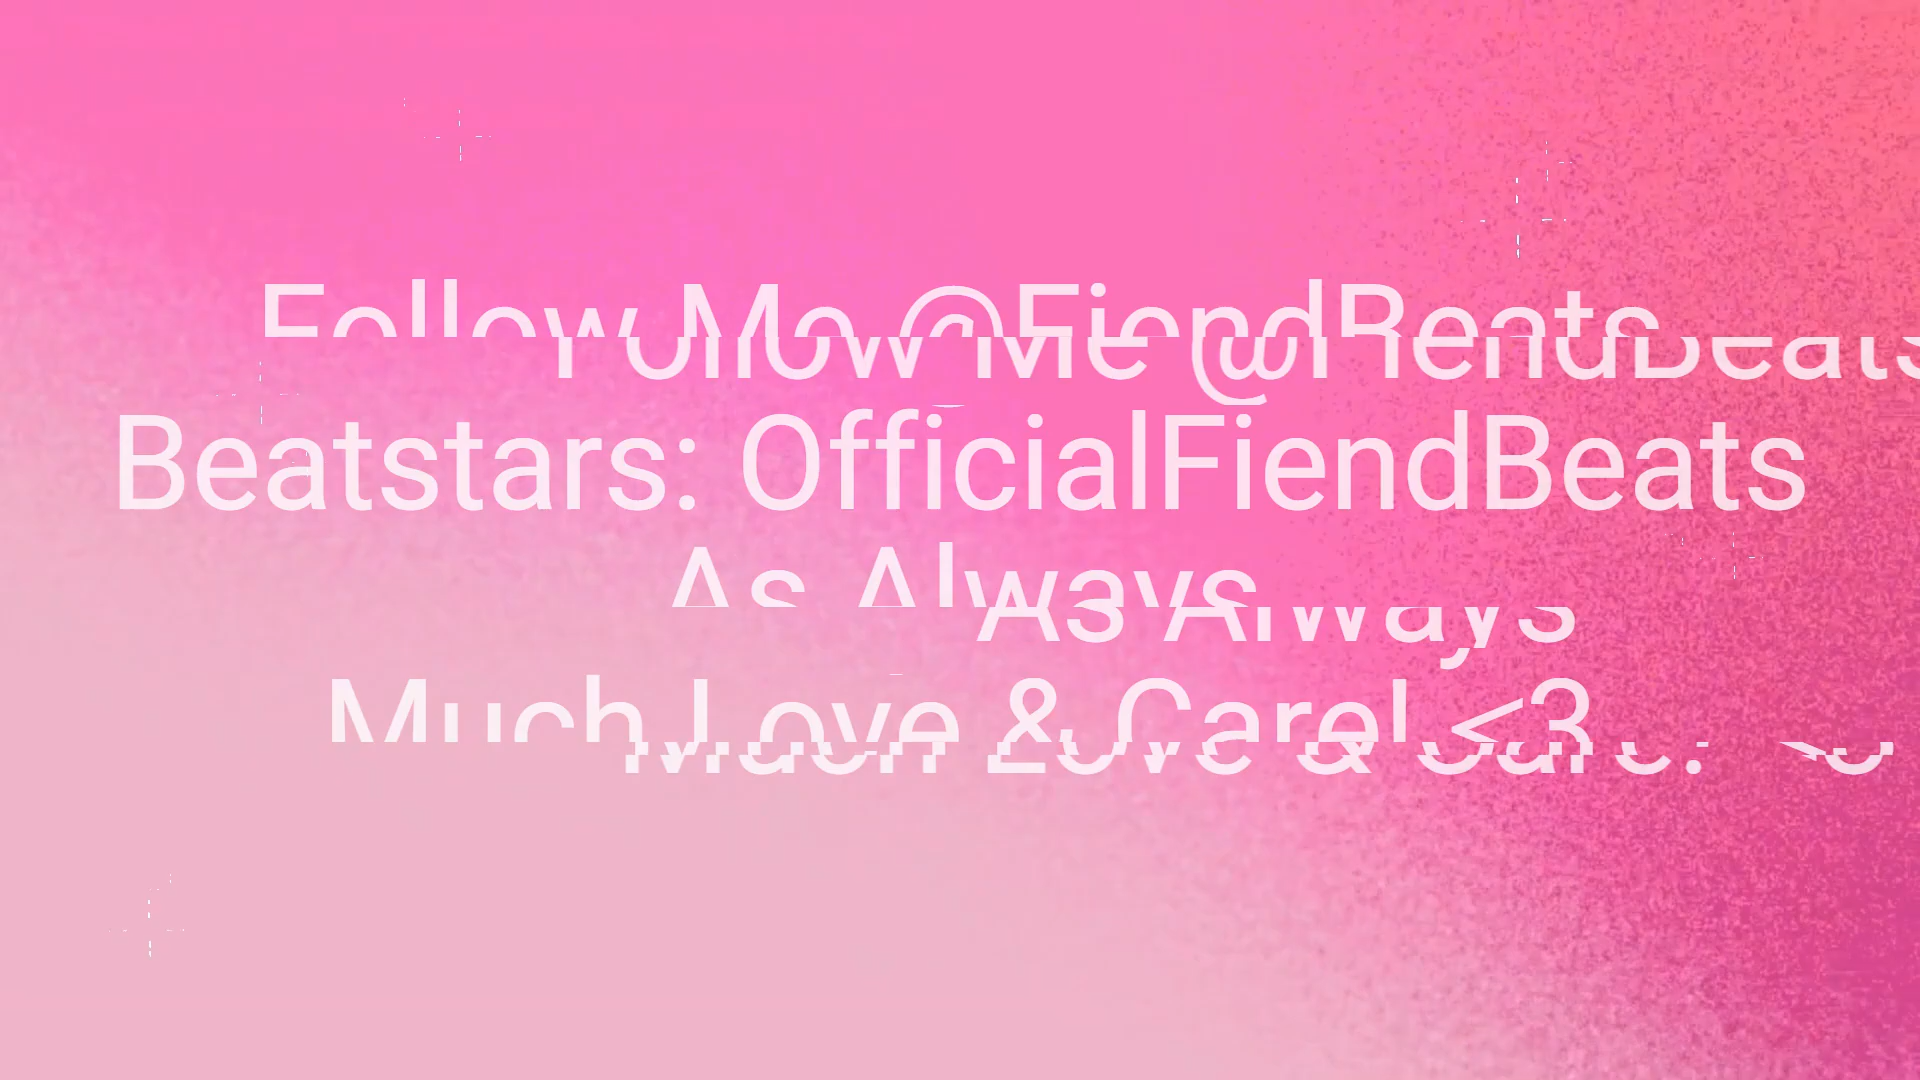 Follow Me @FiendBeats
Beatstars: OfficialFiendBeats
As Always
Much Love & Care! <3